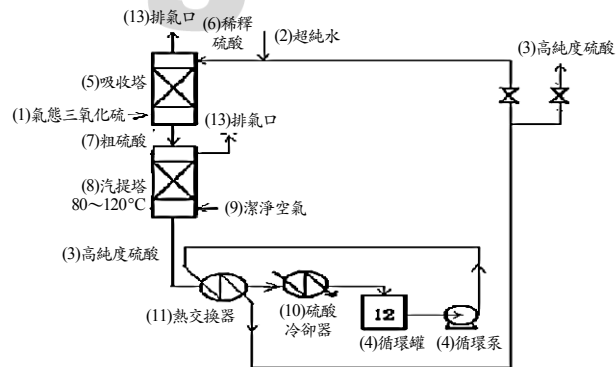 (13)排氣口
(6)稀釋
硫酸
(2)超純水
(3)高純度硫酸
(5)吸收塔
(1)氣態三氧化硫
(7)粗硫酸
(13)排氣口
(8)汽提塔
80～120°C
(9)潔淨空氣
(3)高純度硫酸
(11)熱交換器
(10)硫酸
冷卻器
12
(4)循環罐
(4)循環泵